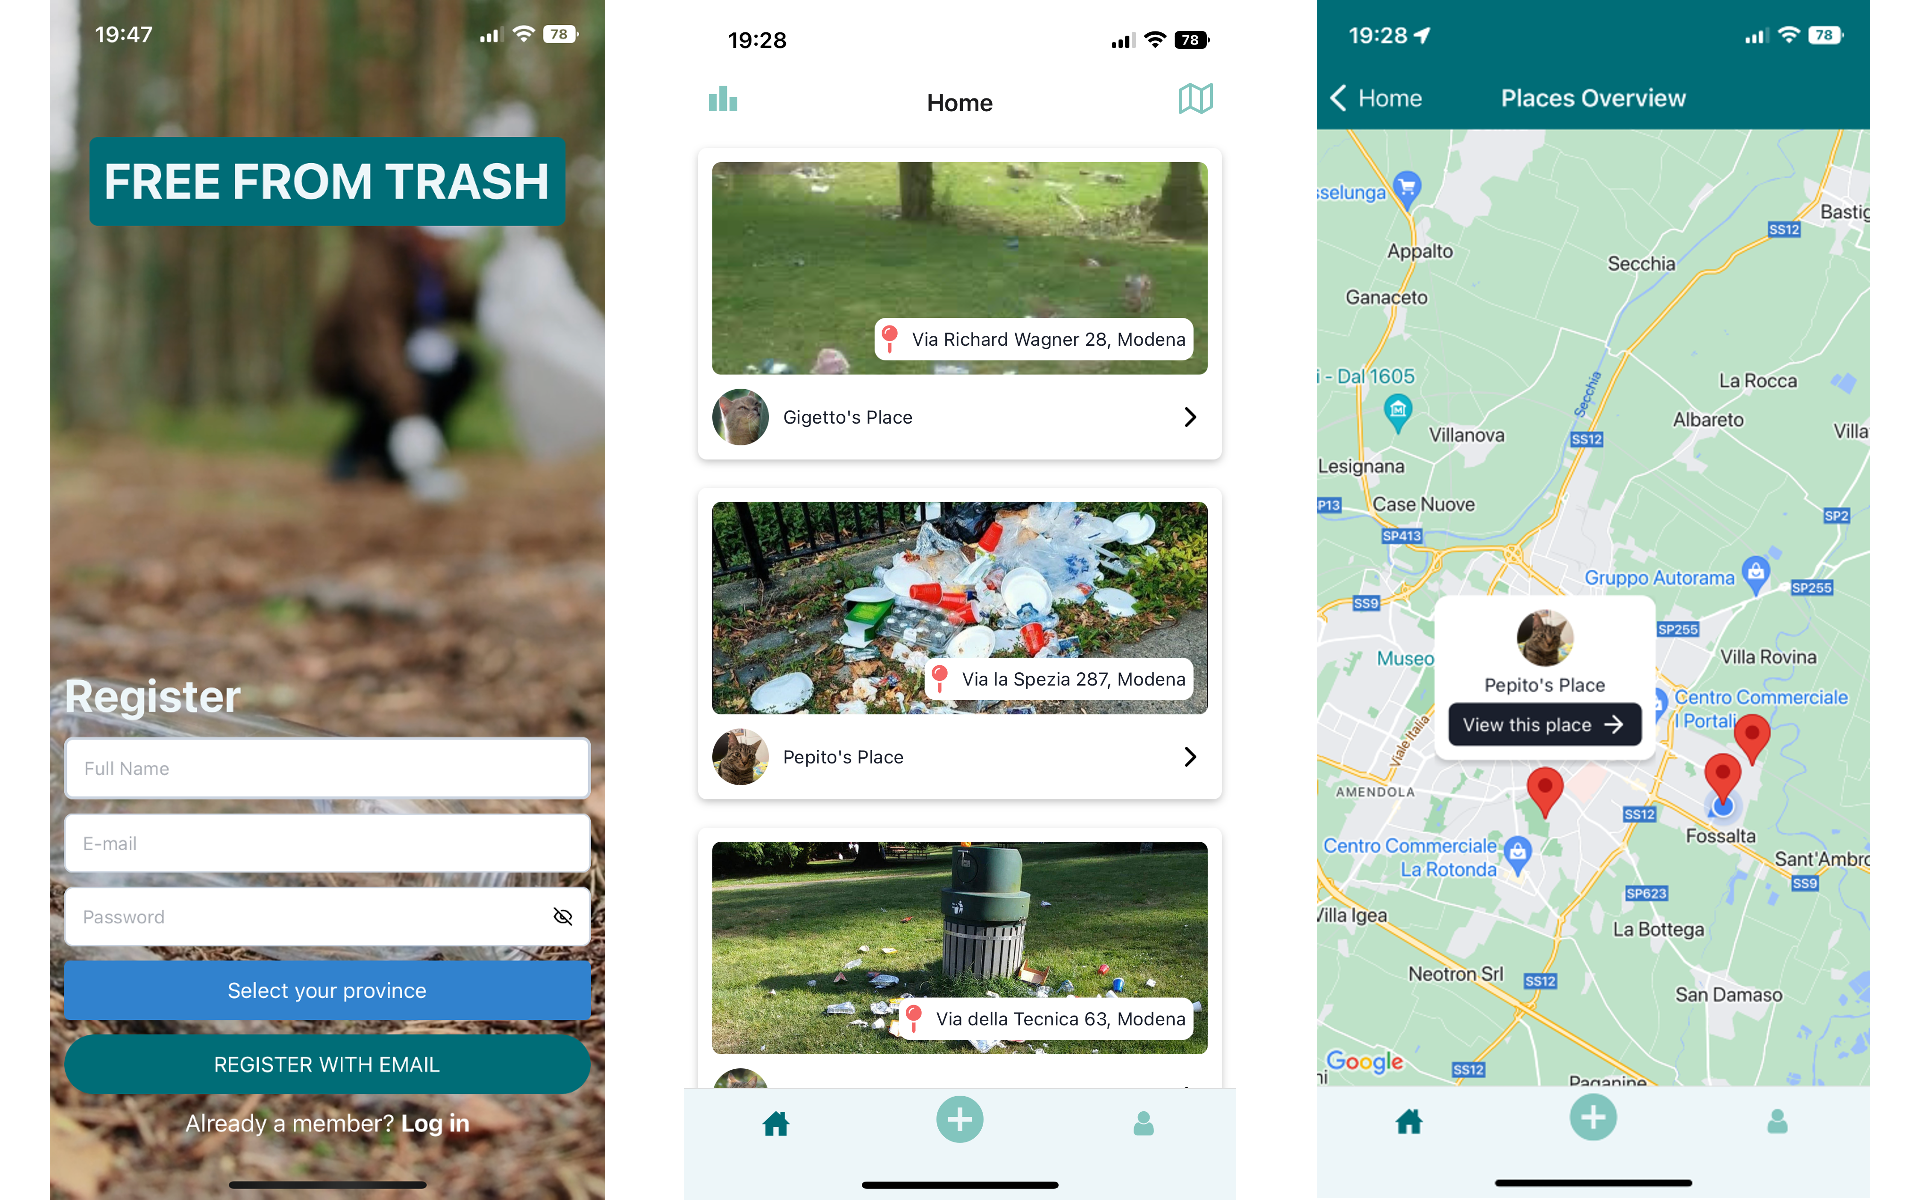 19:47
78
FREE FROM TRASH
Register
Full Name
E-mail
Password
Select your province
REGISTER WITH EMAIL
Already a member? Log in
19:28
78
Home
Via Richard Wagner 28, Modena
Gigetto's Place
Via la Spezia 287, Modena
Pepito's Place
Via della Tecnica 63, Modena
19:28
78
Home
Places Overview
sselunga
Bastig
SS12
Appalto
Secchia
Ganaceto
i - Dal 1605
La Rocca
Secchia
Albareto
Villanova
SS12
Villa
Lesignana
P13
Case Nuove
SP2
SP413
Gruppo Autorama
SP255
SS9
SP255
Museo
Villa Rovina
Pepito's Place
Centro Commerciale
I Portali
View this place
Viale Italia
AMENDOLA
SS12
Fossalta
Centro Commerciale
La Rotonda
Sant'Ambro
SS9
SP623
Villa Igea
La Bottega
Neotron Srl
SS12
San Damaso
Google
ni
SS12
Paganine